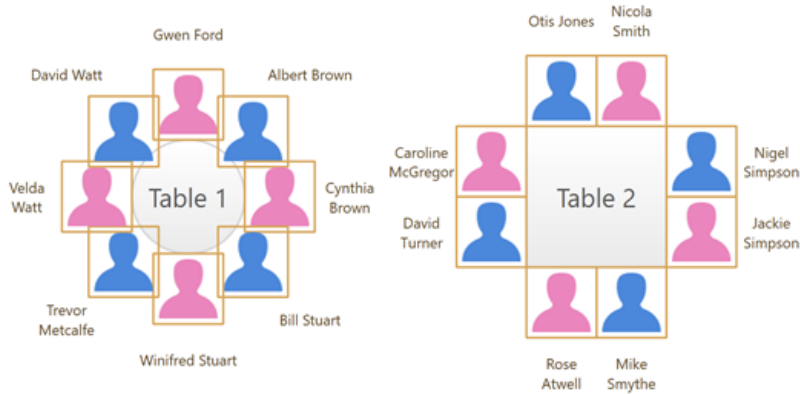 Gwen Ford
David Watt
Albert Brown
Velda
Watt
Table 1
Cynthia
Brown
Trevor
Metcalfe
Bill Stuart
Winifred Stuart
Otis Jones
Nicola
Smith
Caroline
McGregor
Nigel
Simpson
Table 2
David
Turner
Jackie
Simpson
Rose
Atwell
Mike
Smythe